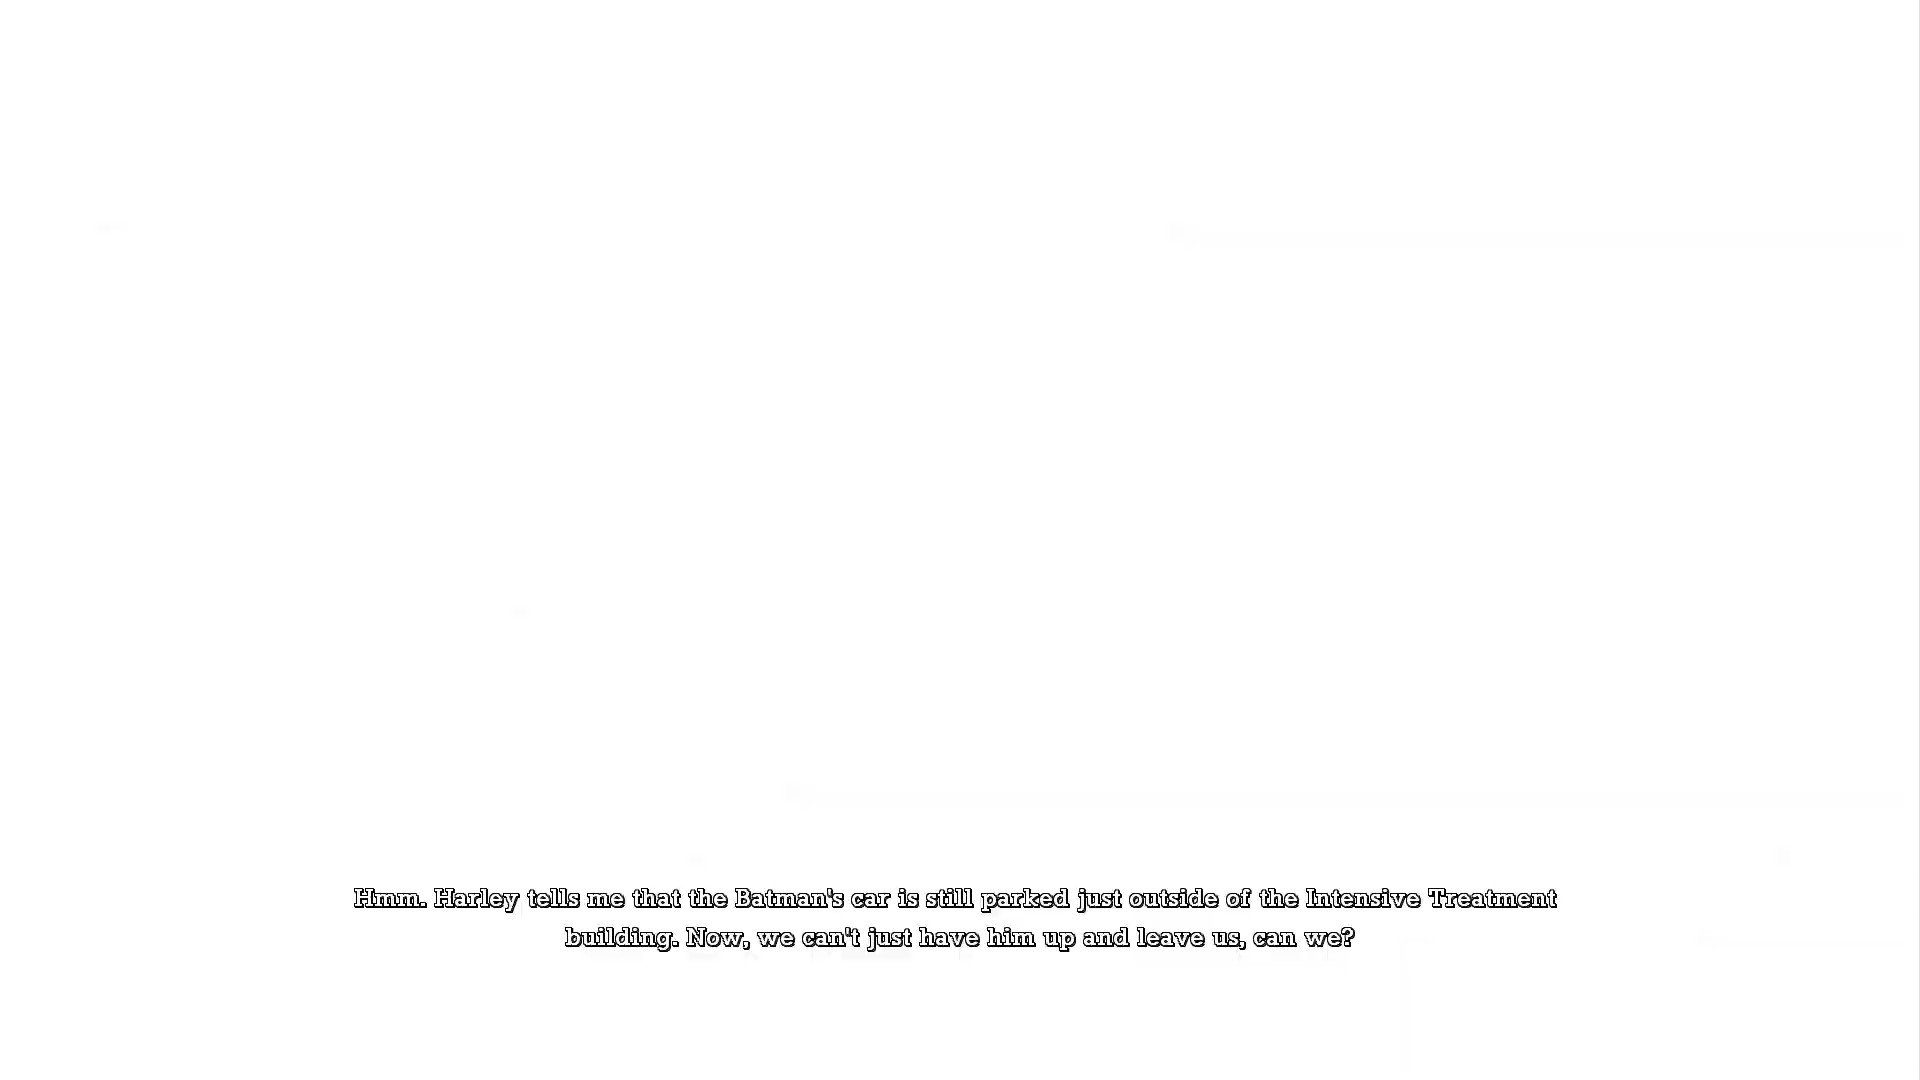 Hmm. Harley tells me that the Batman's car is still parked just outside of the Intensive Treatment
building. Now, we can't just have him up and leave us, can we?